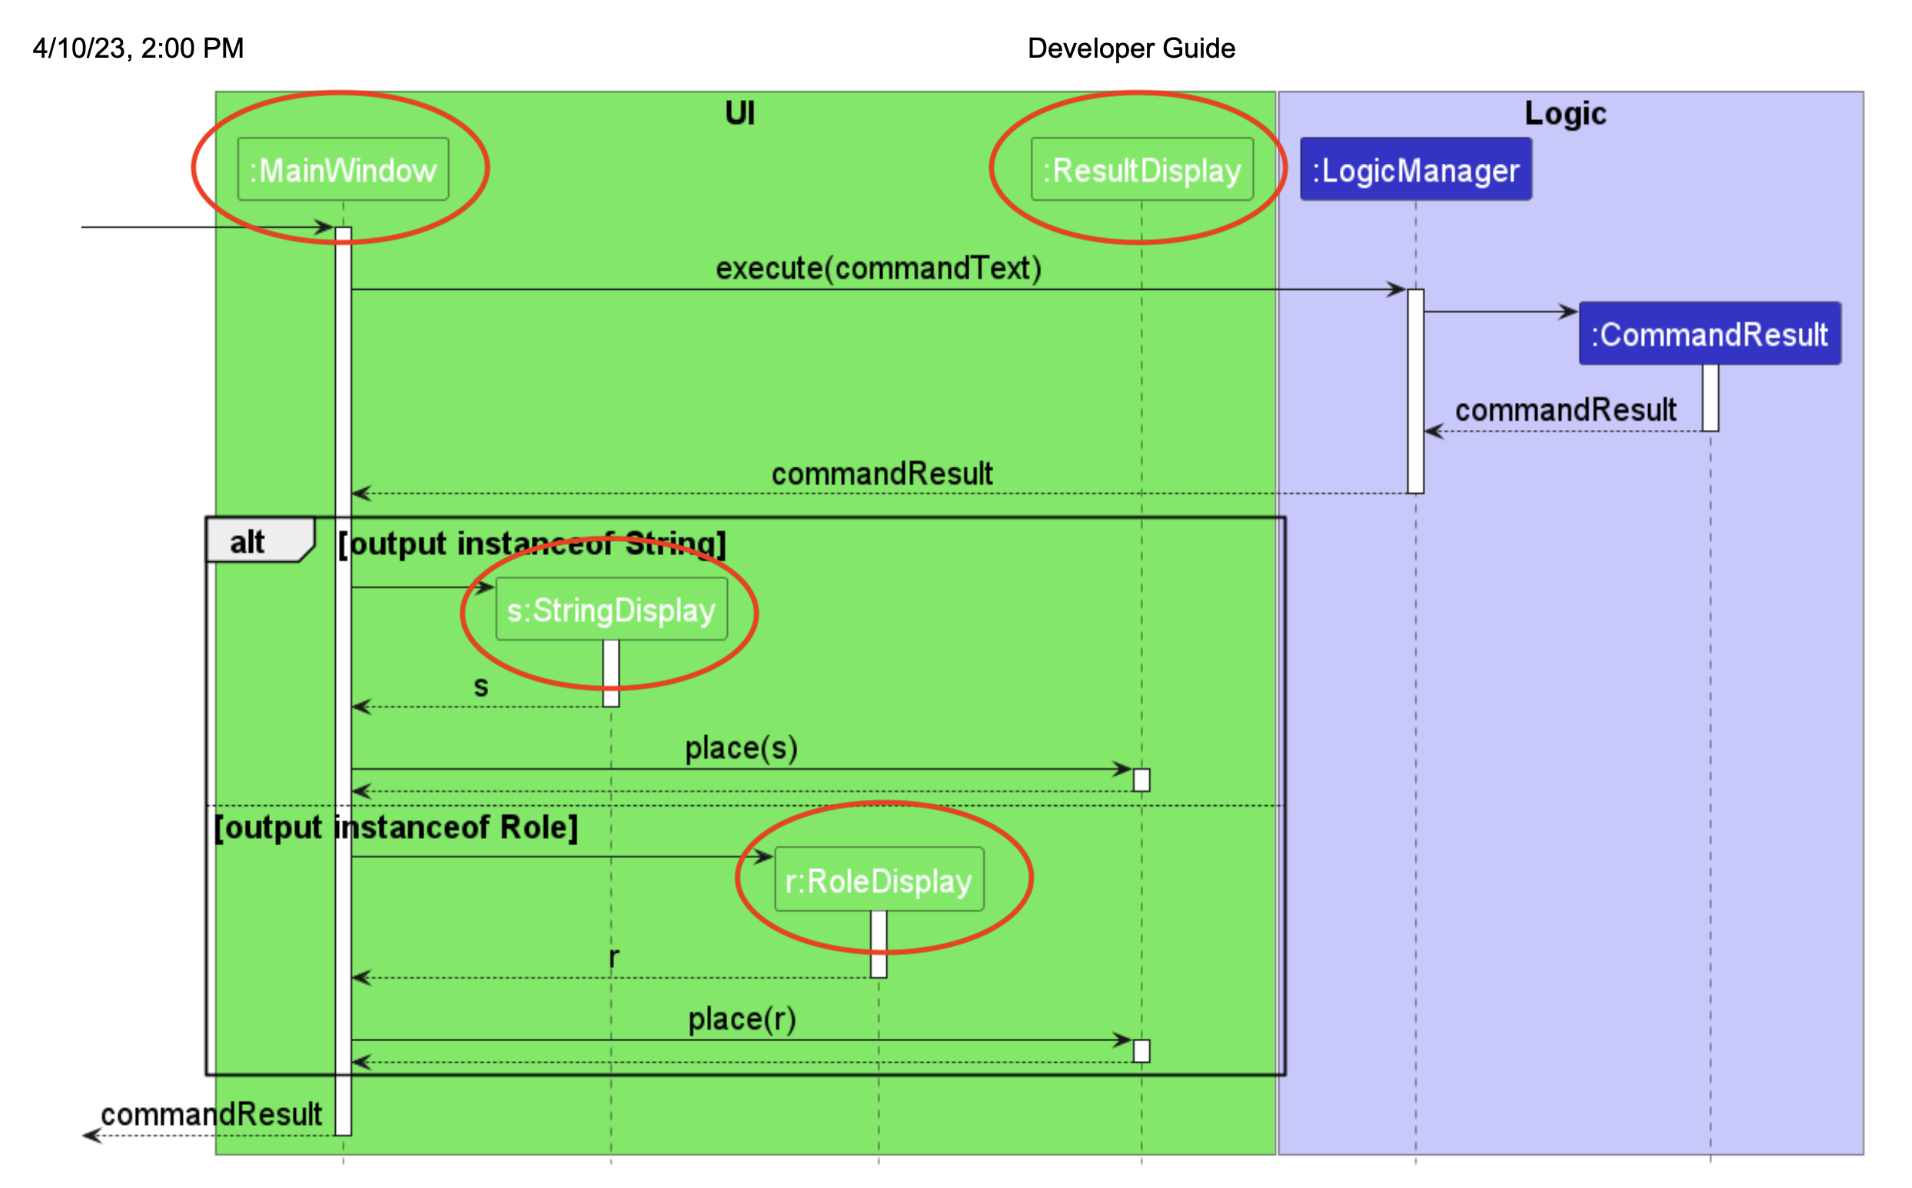 4/10/23, 2:00 PM
Developer Guide
UI
Logic
:MainWindow
:ResultDisplay
:LogicManager
execute(commandText)
:CommandResult
commandResult
commandResult
alt
[output instanceof String]
s:StringDisplay
s
place(s)
[output instanceof Role]
r:RoleDisplay
r
place(r)
commandResult